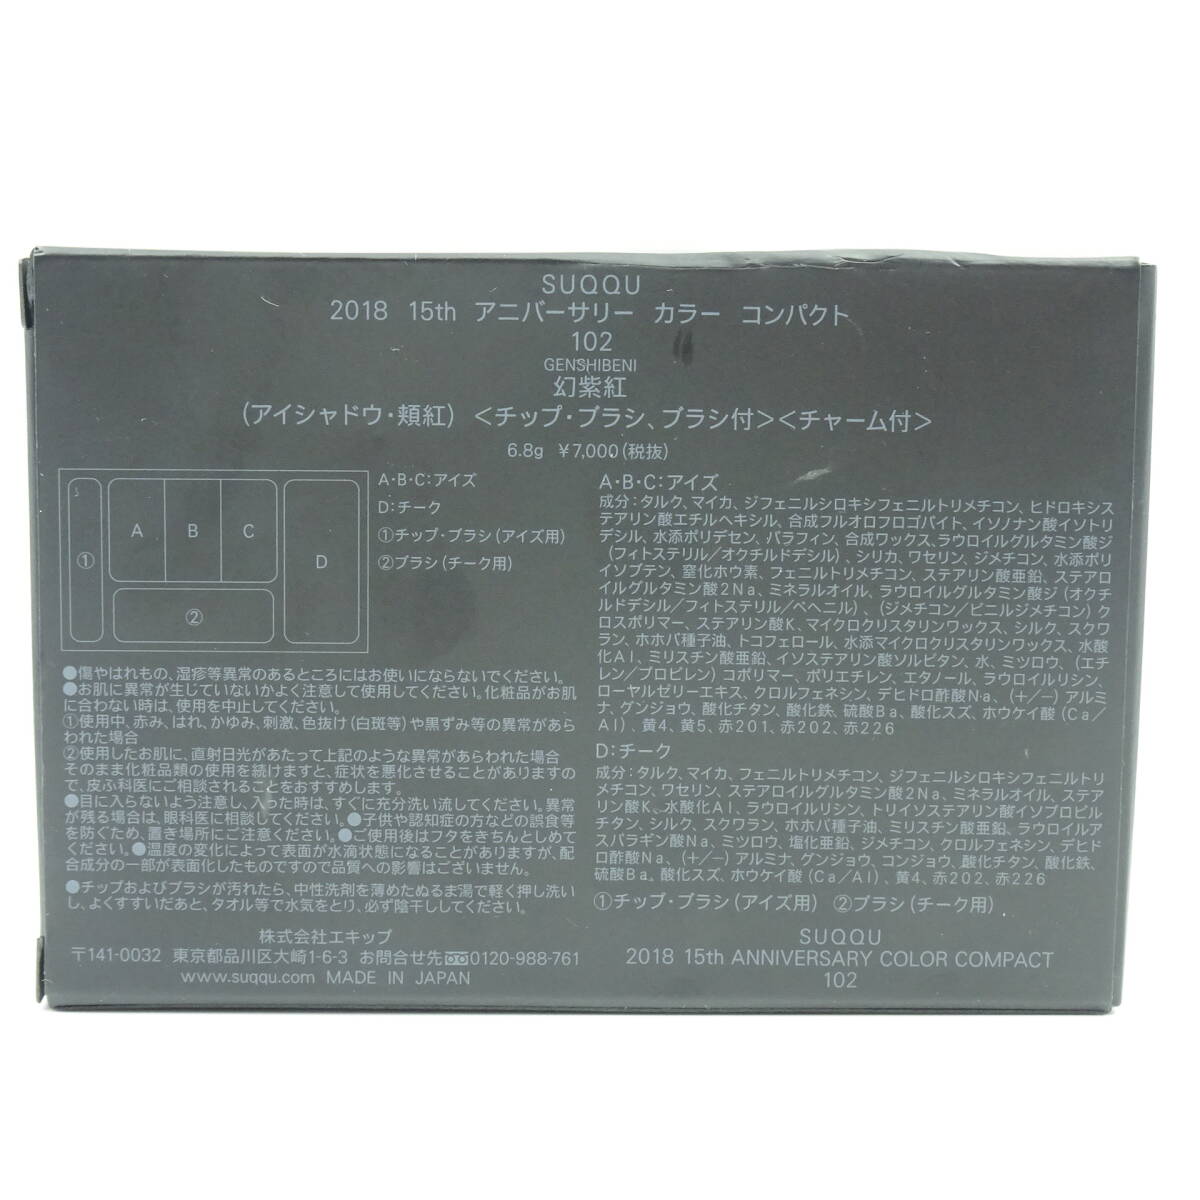 SUQQU
2018 15th アニバーサリー カラー コンパクト
102
GENSHIBENI
幻紫紅
(アイシャドウ・頬紅) <チップ・ブラシ、ブラシ付><チャーム付>
6.8g ¥7,000(税抜)
① A B C D
②
A・B・C:アイズ
D:チーク
①チップ・ブラシ(アイズ用)
②ブラシ(チーク用)
●傷やはれもの、湿疹等異常のあるところにはお使いにならないでください。
●お肌に異常が生じていないかよく注意して使用してください。化粧品がお肌
に合わない時は、使用を中止してください。
①使用中、赤み、はれ、かゆみ、刺激、色抜け(白斑等)や黒ずみ等の異常があら
われた場合
②使用したお肌に、直射日光があたって上記のような異常があらわれた場合
そのまま化粧品類の使用を続けますと、症状を悪化させることがありますの
で、皮ふ科医にご相談されることをおすすめします。
●目に入らないよう注意し、入った時は、すぐに充分洗い流してください。異常
が残る場合は、眼科医に相談してください。●子供や認知症の方などの誤食等
を防ぐため、置き場所にご注意ください。●ご使用後はフタをきちんとしめて
ください。●温度の変化によって表面が水滴状態になることがありますが、配
合成分の一部が表面化したものですので品質への影響はございません。
●チップおよびブラシが汚れたら、中性洗剤を薄めたぬるま湯で軽く押し洗い
し、よくすすいだあと、タオル等で水気をとり、必ず陰干ししてください。
株式会社エキップ
〒141-0032 東京都品川区大崎1-6-3 お問合せ先 0120-988-761
www.suqqu.com MADE IN JAPAN
A・B・C:アイズ
成分:タルク、マイカ、ジフェニルシロキシフェニルトリメチコン、ヒドロキシス
テアリン酸エチルヘキシル、合成フルオロフロゴパイト、イソノナン酸イソトリ
デシル、水添ポリデセン、パラフィン、合成ワックス、ラウロイルグルタミン酸ジ
(フィトステリル/オクチルドデシル)、シリカ、ワセリン、ジメチコン、水添ポリ
イソブテン、窒化ホウ素、フェニルトリメチコン、ステアリン酸亜鉛、ステアロ
イルグルタミン酸2Na、ミネラルオイル、ラウロイルグルタミン酸ジ(オクチ
ルドデシル/フィトステリル/ベヘニル)、(ジメチコン/ビニルジメチコン)ク
ロスポリマー、ステアリン酸K、マイクロクリスタリンワックス、シルク、スクワ
ラン、ホホバ種子油、トコフェロール、水添マイクロクリスタリンワックス、水酸
化Al、ミリスチン酸亜鉛、イソステアリン酸ソルビタン、水、ミツロウ、(エチ
レン/プロピレン)コポリマー、ポリエチレン、エタノール、ラウロイルリシン、
ローヤルゼリーエキス、クロルフェネシン、デヒドロ酢酸Na、(+/-)アルミ
ナ、グンジョウ、酸化チタン、酸化鉄、硫酸Ba、酸化スズ、ホウケイ酸(Ca/
Al)、黄4、黄5、赤201、赤202、赤226
D:チーク
成分:タルク、マイカ、フェニルトリメチコン、ジフェニルシロキシフェニルトリ
メチコン、ワセリン、ステアロイルグルタミン酸2Na、ミネラルオイル、ステア
リン酸K、水酸化Al、ラウロイルリシン、トリイソステアリン酸イソプロピル
チタン、シルク、スクワラン、ホホバ種子油、ミリスチン酸亜鉛、ラウロイルア
スパラギン酸Na、ミツロウ、塩化亜鉛、ジメチコン、クロルフェネシン、デヒド
ロ酢酸Na、(+/-)アルミナ、グンジョウ、コンジョウ、酸化チタン、酸化鉄、
硫酸Ba、酸化スズ、ホウケイ酸(Ca/Al)、黄4、赤202、赤226
①チップ・ブラシ(アイズ用) ②ブラシ(チーク用)
SUQQU
2018 15th ANNIVERSARY COLOR COMPACT
102